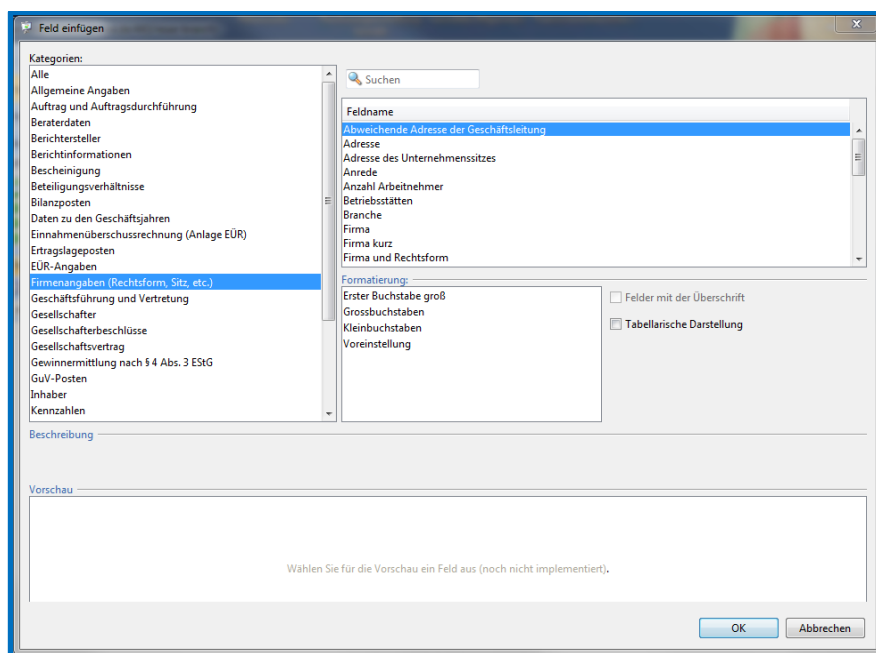 Feld einfügen
Kategorien:
Alle
Allgemeine Angaben
Auftrag und Auftragsdurchführung
Beraterdaten
Berichtersteller
Berichtinformationen
Bescheinigung
Beteiligungsverhältnisse
Bilanzposten
Daten zu den Geschäftsjahren
Einnahmenüberschussrechnung (Anlage EÜR)
Ertragslageposten
EÜR-Angaben
Firmenangaben (Rechtsform, Sitz, etc.)
Geschäftsführung und Vertretung
Gesellschafter
Gesellschafterbeschlüsse
Gesellschaftsvertrag
Gewinnermittlung nach § 4 Abs. 3 EStG
GuV-Posten
Inhaber
Kennzahlen
Suchen
Feldname
Abweichende Adresse der Geschäftsleitung
Adresse
Adresse des Unternehmenssitzes
Anrede
Anzahl Arbeitnehmer
Betriebsstätten
Branche
Firma
Firma kurz
Firma und Rechtsform
Formatierung:
Erster Buchstabe groß
Grossbuchstaben
Kleinbuchstaben
Voreinstellung
Felder mit der Überschrift
Tabellarische Darstellung
Beschreibung
Vorschau
Wählen Sie für die Vorschau ein Feld aus (noch nicht implementiert).
OK
Abbrechen